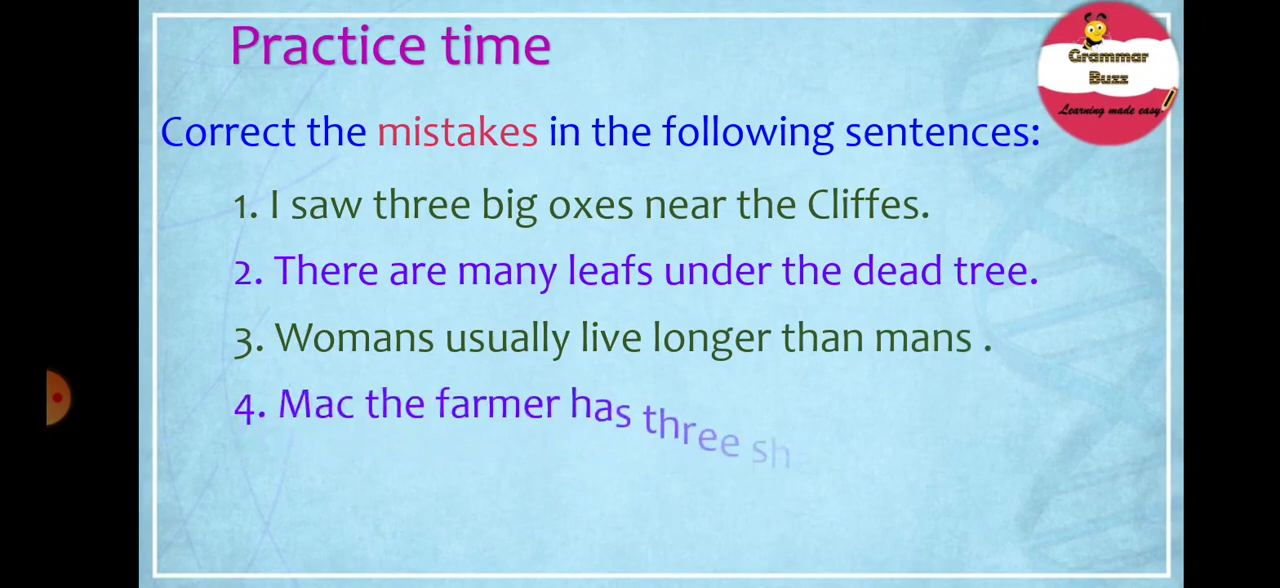 Practice time
Grammar
Buzz
Learning made easy.
Correct the mistakes in the following sentences:
1. I saw three big oxes near the Cliffes.
2. There are many leafs under the dead tree.
3. Womans usually live longer than mans .
4. Mac the farmer has three